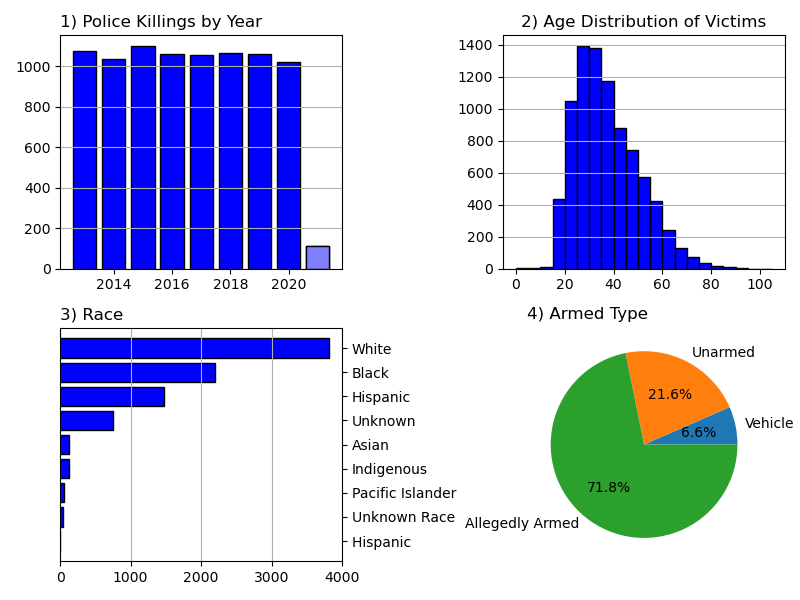 1) Police Killings by Year
1000
800
600
400
200
0
2014 2016 2018 2020
2) Age Distribution of Victims
1400
1200
1000
800
600
400
200
0
0 20 40 60 80 100
3) Race
White
Black
Hispanic
Unknown
Asian
Indigenous
Pacific Islander
Unknown Race
Hispanic
0 1000 2000 3000 4000
4) Armed Type
Unarmed
21.6%
Vehicle
6.6%
71.8%
Allegedly Armed